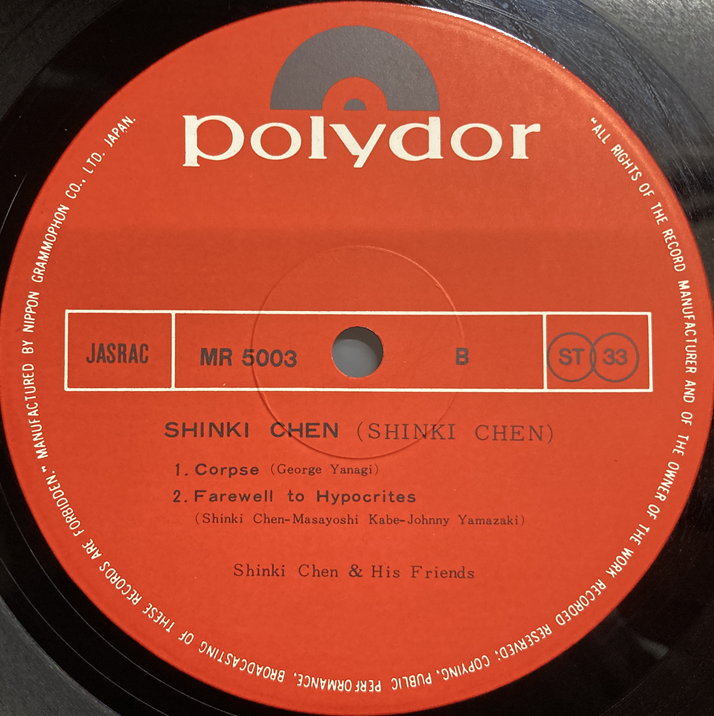 polydor
JASRAC
MR 5003
B
ST 33
SHINKI CHEN (SHINKI CHEN)
1. Corpse (George Yanagi)
2. Farewell to Hypocrites
(Shinki Chen-Masayoshi Kabe-Johnny Yamazaki)
Shinki Chen & His Friends
"ALL RIGHTS OF THE RECORD MANUFACTURER AND OF THE OWNER OF THE WORK RECORDED RESERVED; COPYING, PUBLIC PERFORMANCE, BROADCASTING OF THESE RECORDS ARE FORBIDDEN." MANUFACTURED BY NIPPON GRAMMOPHON CO., LTD. JAPAN.